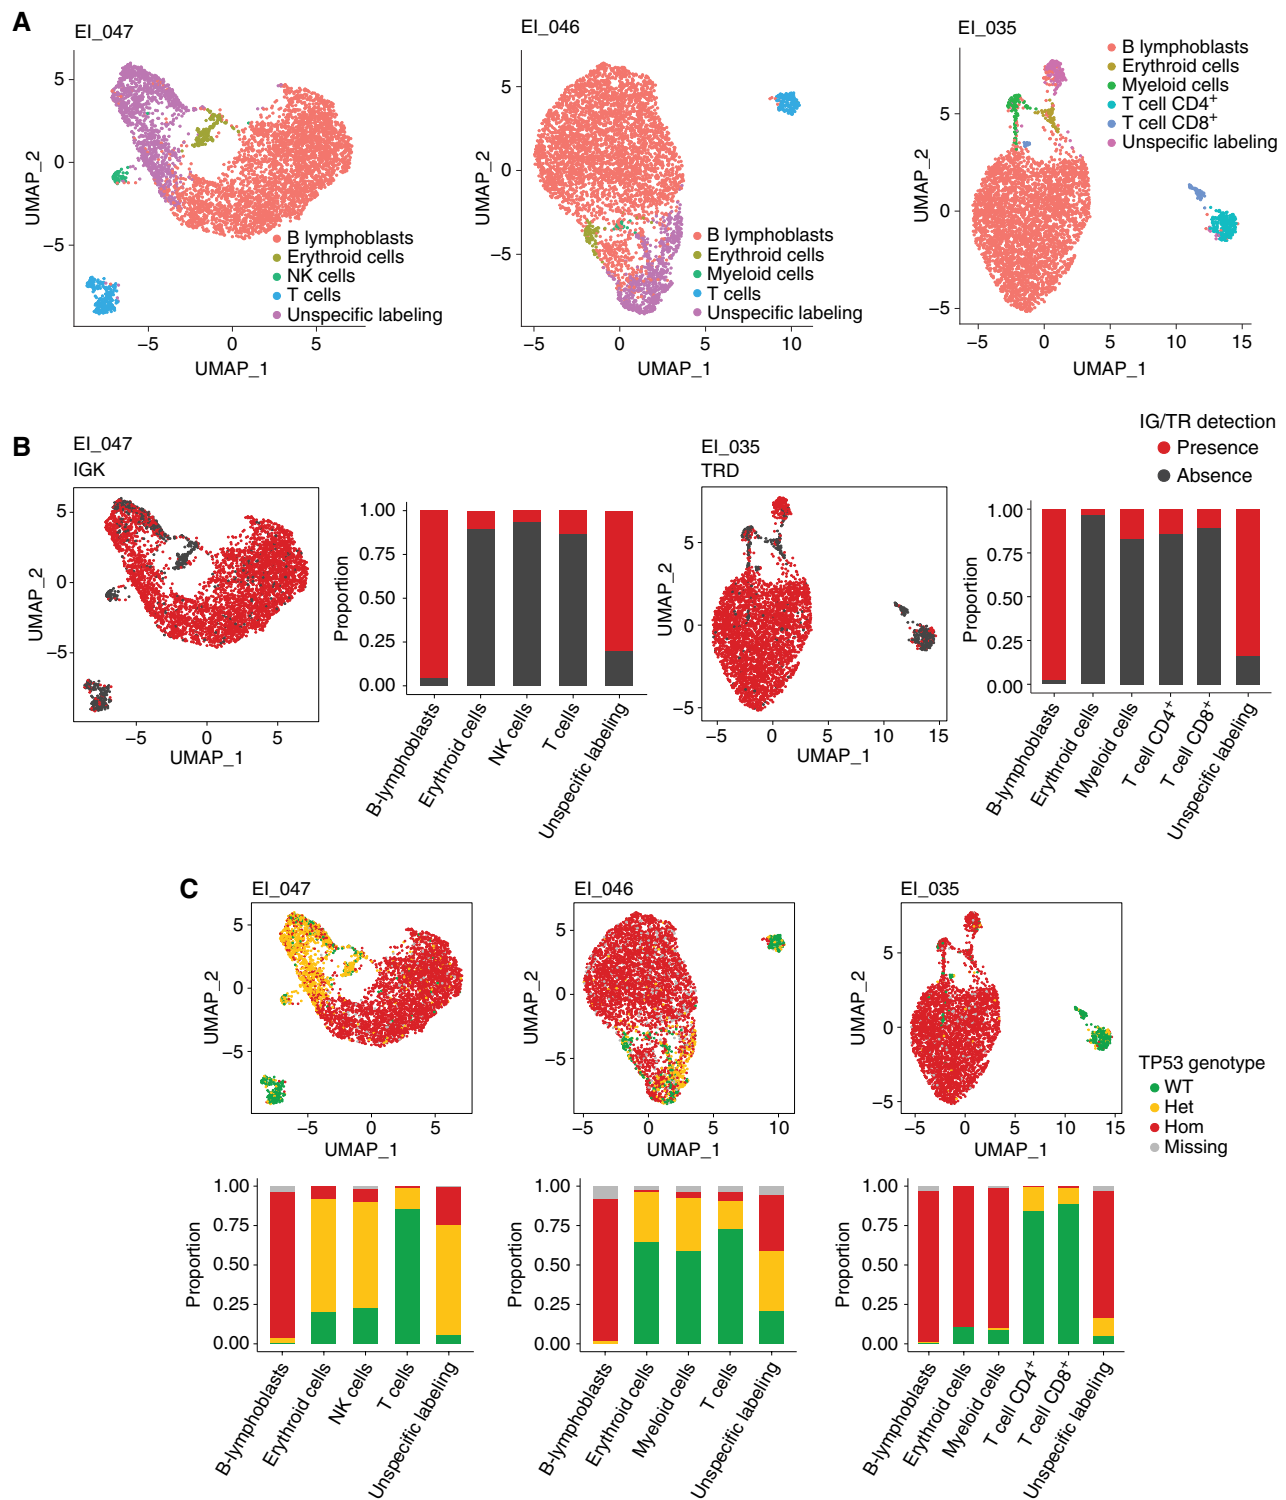 A
EI_047
UMAP_2
5
0
−5
−5
0
5
UMAP_1
B lymphoblasts
Erythroid cells
NK cells
T cells
Unspecific labeling
EI_046
UMAP_2
5
0
−5
−5
0
5
10
UMAP_1
B lymphoblasts
Erythroid cells
Myeloid cells
T cells
Unspecific labeling
EI_035
UMAP_2
5
0
−5
−5
0
5
10
15
UMAP_1
B lymphoblasts
Erythroid cells
Myeloid cells
T cell CD4+
T cell CD8+
Unspecific labeling
B
EI_047
IGK
UMAP_2
5
0
−5
−5
0
5
UMAP_1
Proportion
1.00
0.75
0.50
0.25
0.00
B-lymphoblasts
Erythroid cells
NK cells
T cells
Unspecific labeling
EI_035
TRD
UMAP_2
5
0
−5
−5
0
5
10
15
UMAP_1
IG/TR detection
Presence
Absence
Proportion
1.00
0.75
0.50
0.25
0.00
B-lymphoblasts
Erythroid cells
Myeloid cells
T cell CD4+
T cell CD8+
Unspecific labeling
C
EI_047
UMAP_2
5
0
−5
−5
0
5
UMAP_1
EI_046
UMAP_2
5
0
−5
−5
0
5
10
UMAP_1
EI_035
UMAP_2
5
0
−5
−5
0
5
10
15
UMAP_1
TP53 genotype
WT
Het
Hom
Missing
Proportion
1.00
0.75
0.50
0.25
0.00
B-lymphoblasts
Erythroid cells
NK cells
T cells
Unspecific labeling
Proportion
1.00
0.75
0.50
0.25
0.00
B-lymphoblasts
Erythroid cells
Myeloid cells
T cells
Unspecific labeling
Proportion
1.00
0.75
0.50
0.25
0.00
B-lymphoblasts
Erythroid cells
Myeloid cells
T cell CD4+
T cell CD8+
Unspecific labeling